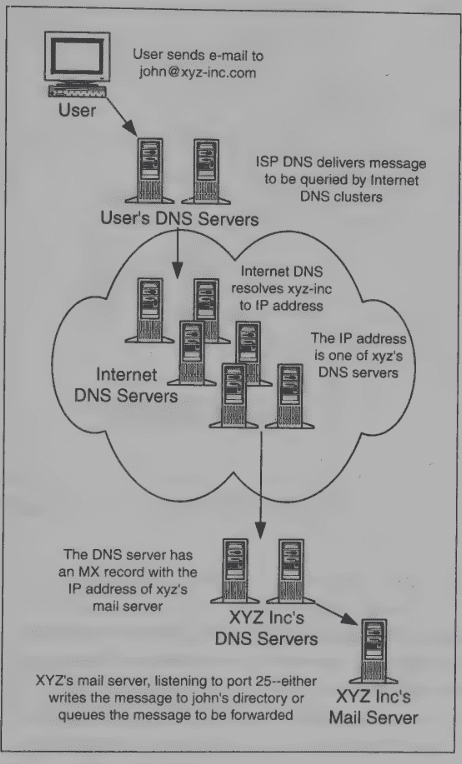 User sends e-mail to
john@xyz-inc.com
User
ISP DNS delivers message
to be queried by Internet
DNS clusters
User's DNS Servers
Internet DNS
resolves xyz-inc
to IP address
The IP address
is one of xyz's
DNS servers
Internet
DNS Servers
The DNS server has
an MX record with the
IP address of xyz's
mail server
XYZ Inc's
DNS Servers
XYZ's mail server, listening to port 25--either
writes the message to john's directory or
queues the message to be forwarded
XYZ Inc's
Mail Server